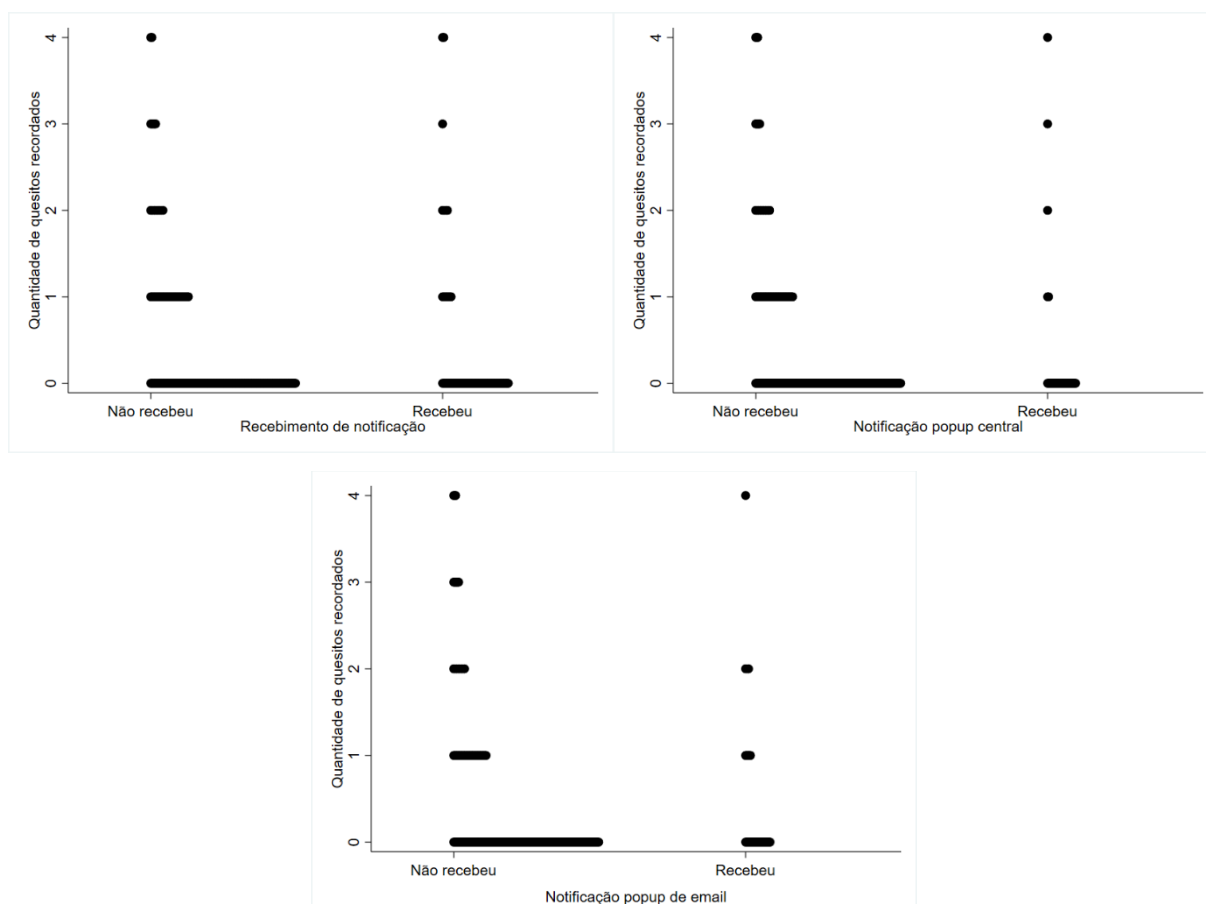 Quantidade de quesitos recordados
4
3
2
1
0
Não recebeu
Recebeu
Recebimento de notificação
Quantidade de quesitos recordados
4
3
2
1
0
Não recebeu
Recebeu
Notificação popup central
Quantidade de quesitos recordados
4
3
2
1
0
Não recebeu
Recebeu
Notificação popup de email